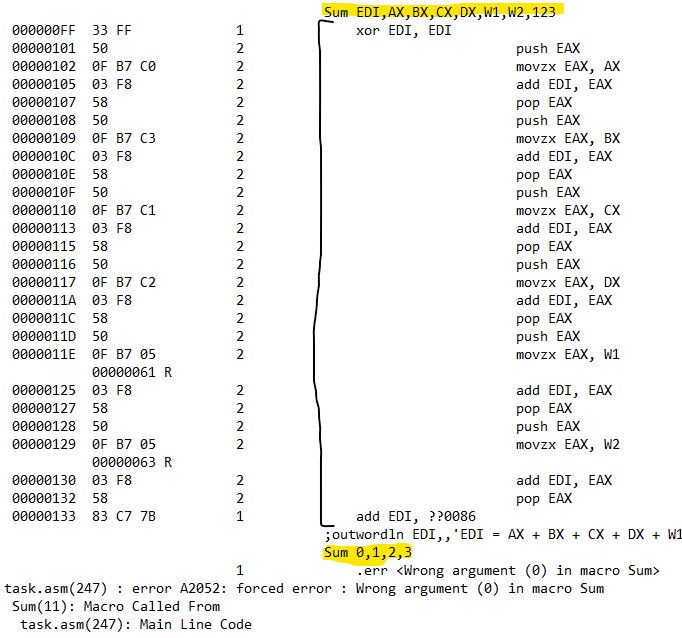 Sum EDI,AX,BX,CX,DX,W1,W2,123
000000FF 33 FF 1 xor EDI, EDI
00000101 50 2 push EAX
00000102 0F B7 C0 2 movzx EAX, AX
00000105 03 F8 2 add EDI, EAX
00000107 58 2 pop EAX
00000108 50 2 push EAX
00000109 0F B7 C3 2 movzx EAX, BX
0000010C 03 F8 2 add EDI, EAX
0000010E 58 2 pop EAX
0000010F 50 2 push EAX
00000110 0F B7 C1 2 movzx EAX, CX
00000113 03 F8 2 add EDI, EAX
00000115 58 2 pop EAX
00000116 50 2 push EAX
00000117 0F B7 C2 2 movzx EAX, DX
0000011A 03 F8 2 add EDI, EAX
0000011C 58 2 pop EAX
0000011D 50 2 push EAX
0000011E 0F B7 05 2 movzx EAX, W1
00000061 R
00000125 03 F8 2 add EDI, EAX
00000127 58 2 pop EAX
00000128 50 2 push EAX
00000129 0F B7 05 2 movzx EAX, W2
00000063 R
00000130 03 F8 2 add EDI, EAX
00000132 58 2 pop EAX
00000133 83 C7 7B 1 add EDI, ??0086
;outwordln EDI,,'EDI = AX + BX + CX + DX + W1
Sum 0,1,2,3
1 .err <Wrong argument (0) in macro Sum>
task.asm(247) : error A2052: forced error : Wrong argument (0) in macro Sum
Sum(11): Macro Called From
task.asm(247): Main Line Code